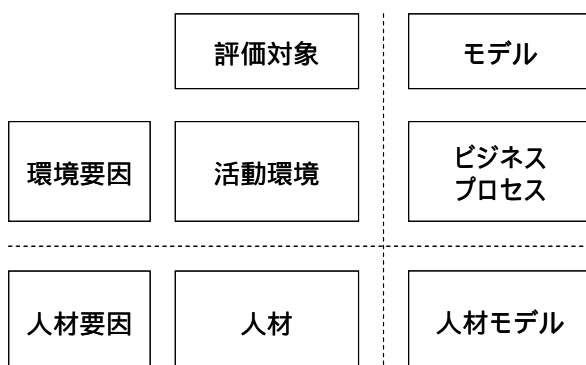 評価対象
モデル
環境要因
活動環境
ビジネス
プロセス
人材要因
人材
人材モデル